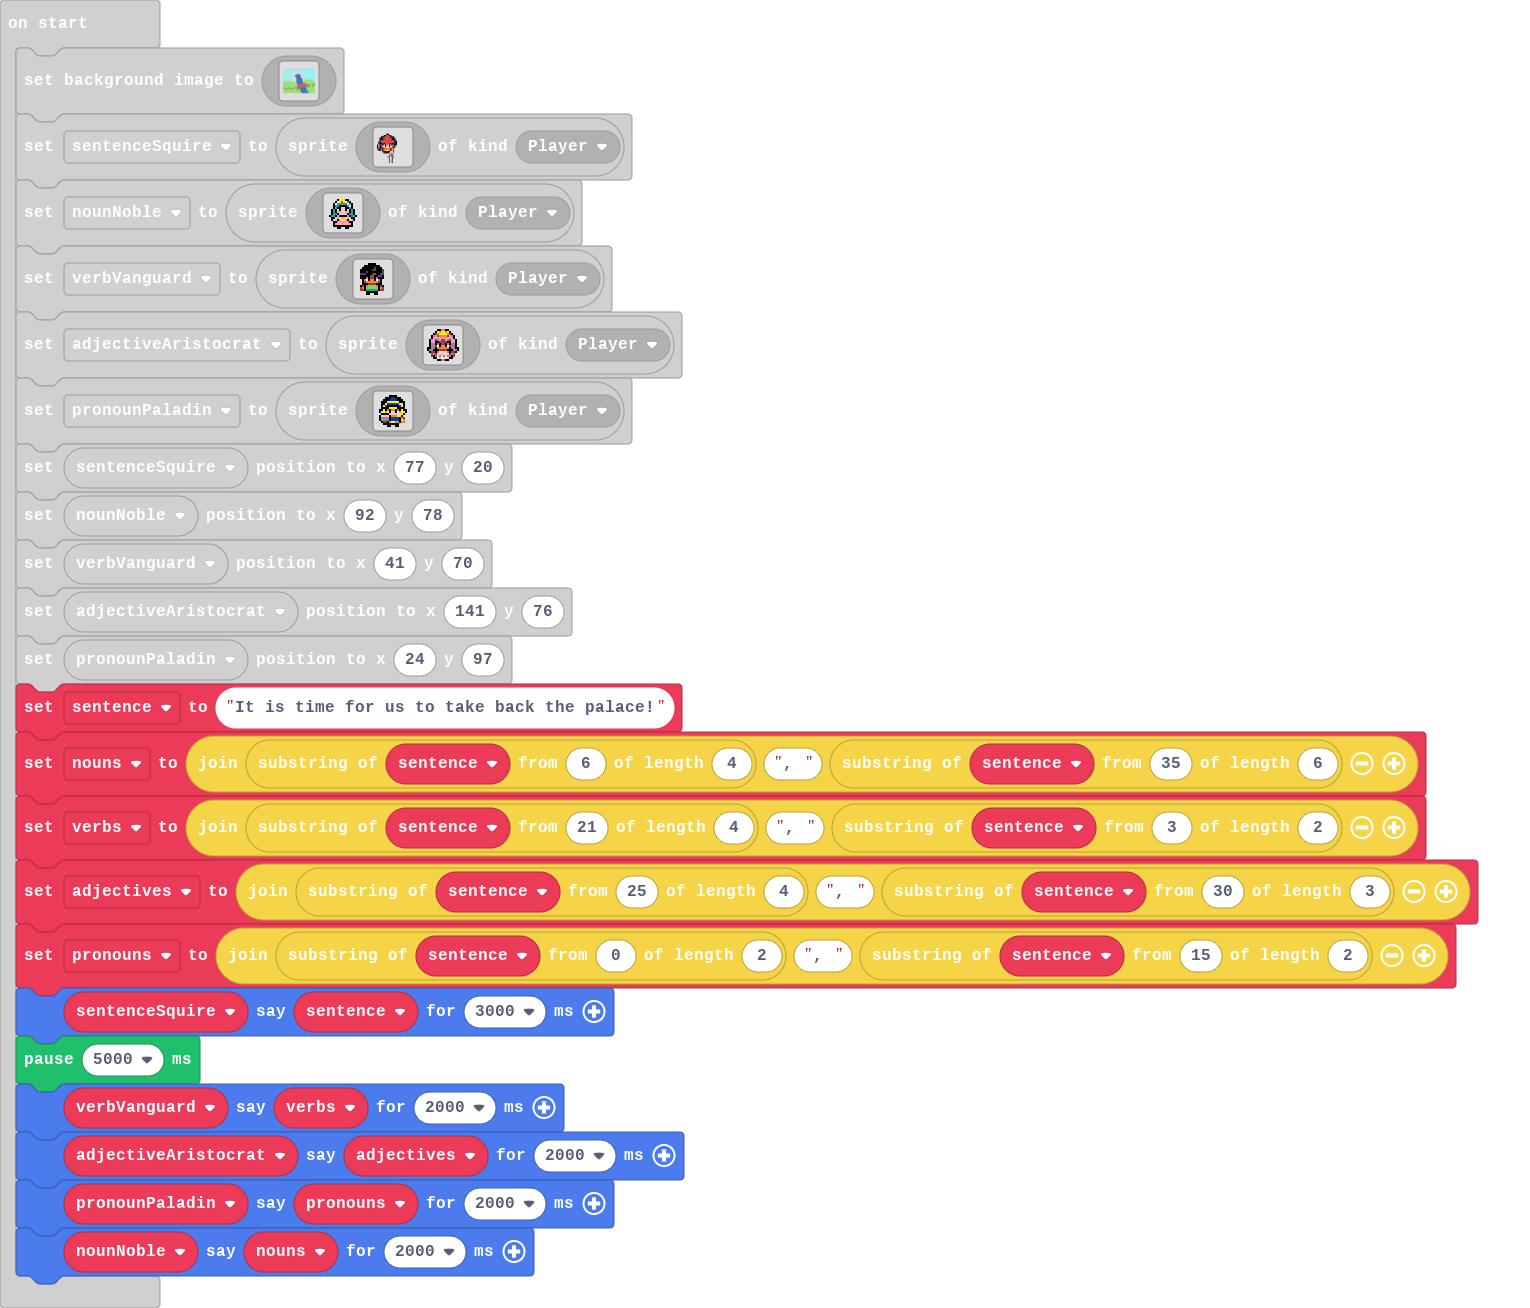 on start
set background image to
set sentenceSquire to sprite of kind Player
set nounNoble to sprite of kind Player
set verbVanguard to sprite of kind Player
set adjectiveAristocrat to sprite of kind Player
set pronounPaladin to sprite of kind Player
set sentenceSquire position to x 77 y 20
set nounNoble position to x 92 y 78
set verbVanguard position to x 41 y 70
set adjectiveAristocrat position to x 141 y 76
set pronounPaladin position to x 24 y 97
set sentence to "It is time for us to take back the palace!"
set nouns to join substring of sentence from 6 of length 4 ", " substring of sentence from 35 of length 6
set verbs to join substring of sentence from 21 of length 4 ", " substring of sentence from 3 of length 2
set adjectives to join substring of sentence from 25 of length 4 ", " substring of sentence from 30 of length 3
set pronouns to join substring of sentence from 0 of length 2 ", " substring of sentence from 15 of length 2
sentenceSquire say sentence for 3000 ms
pause 5000 ms
verbVanguard say verbs for 2000 ms
adjectiveAristocrat say adjectives for 2000 ms
pronounPaladin say pronouns for 2000 ms
nounNoble say nouns for 2000 ms